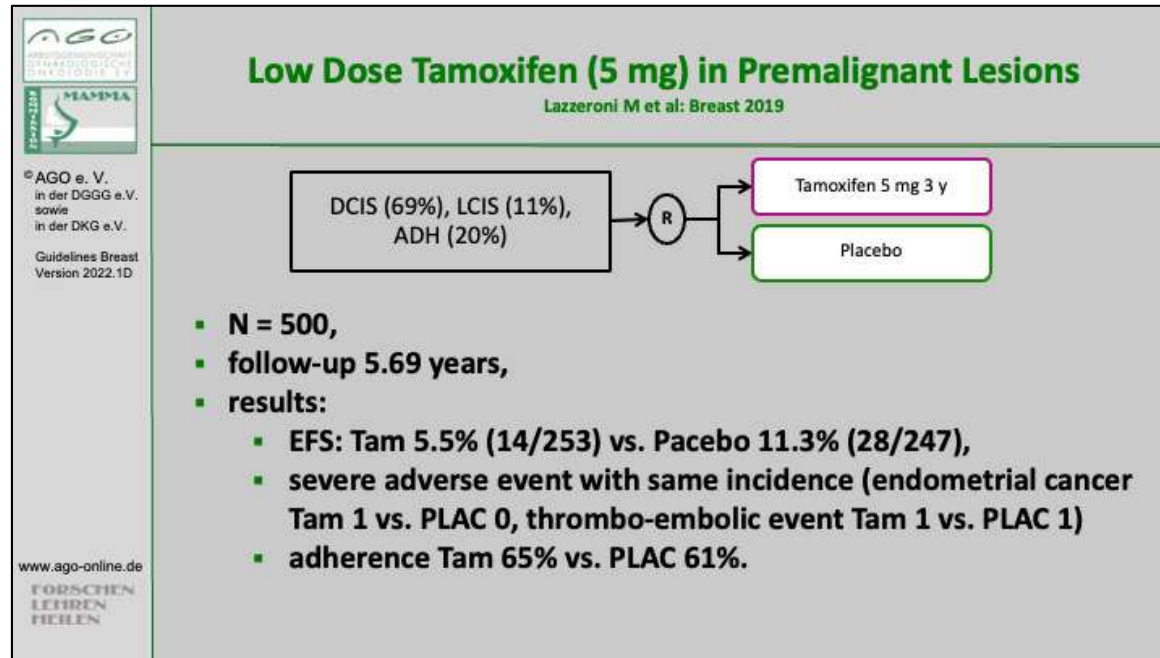 AGO
ARBEITSGEMEINSCHAFT
GYNÄKOLOGISCHE
ONKOLOGIE E.V.
MAMMA
© AGO e. V.
in der DGGG e.V.
sowie
in der DKG e.V.
Guidelines Breast
Version 2022.1D
www.ago-online.de
FORSCHEN
LEHREN
HEILEN
Low Dose Tamoxifen (5 mg) in Premalignant Lesions
Lazzeroni M et al: Breast 2019
DCIS (69%), LCIS (11%),
ADH (20%)
R
Tamoxifen 5 mg 3 y
Placebo
▪ N = 500,
▪ follow-up 5.69 years,
▪ results:
▪ EFS: Tam 5.5% (14/253) vs. Pacebo 11.3% (28/247),
▪ severe adverse event with same incidence (endometrial cancer
Tam 1 vs. PLAC 0, thrombo-embolic event Tam 1 vs. PLAC 1)
▪ adherence Tam 65% vs. PLAC 61%.